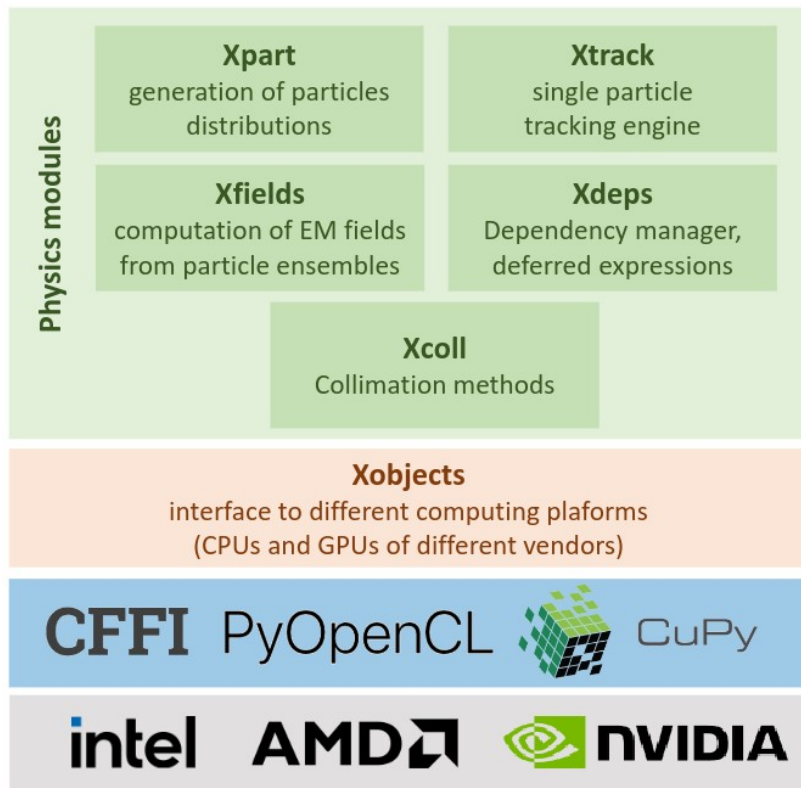 Physics modules
Xpart
generation of particles
distributions
Xtrack
single particle
tracking engine
Xfields
computation of EM fields
from particle ensembles
Xdeps
Dependency manager,
deferred expressions
Xcoll
Collimation methods
Xobjects
interface to different computing plaforms
(CPUs and GPUs of different vendors)
CFFI PyOpenCL CuPy
intel AMD NVIDIA